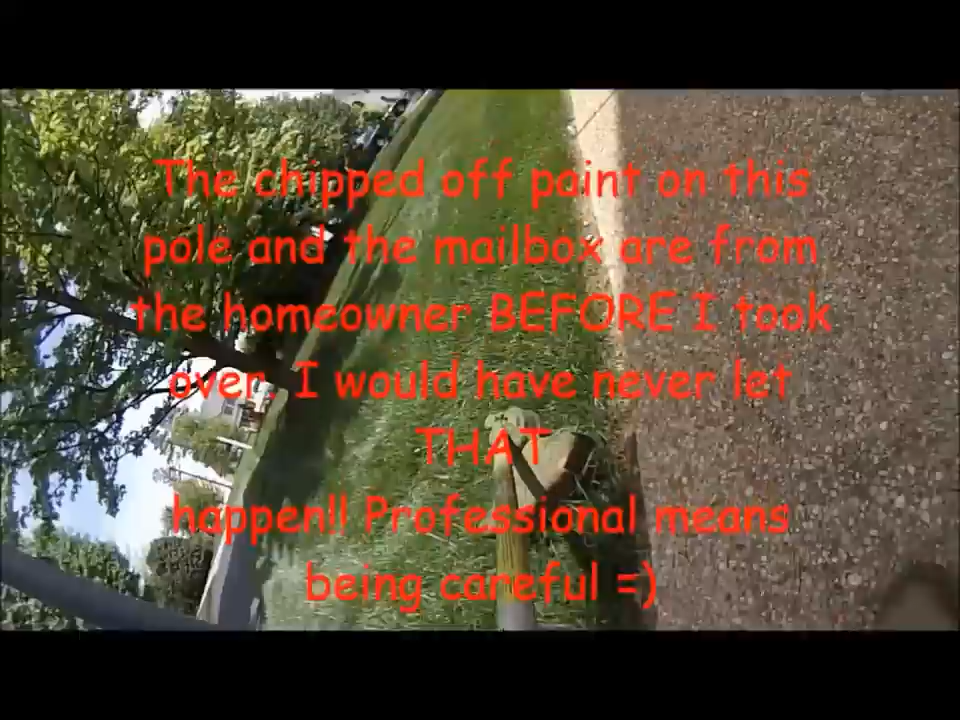 The chipped off paint on this
pole and the mailbox are from
the homeowner BEFORE I took
over. I would have never let
THAT
happen!! Professional means
being careful =)